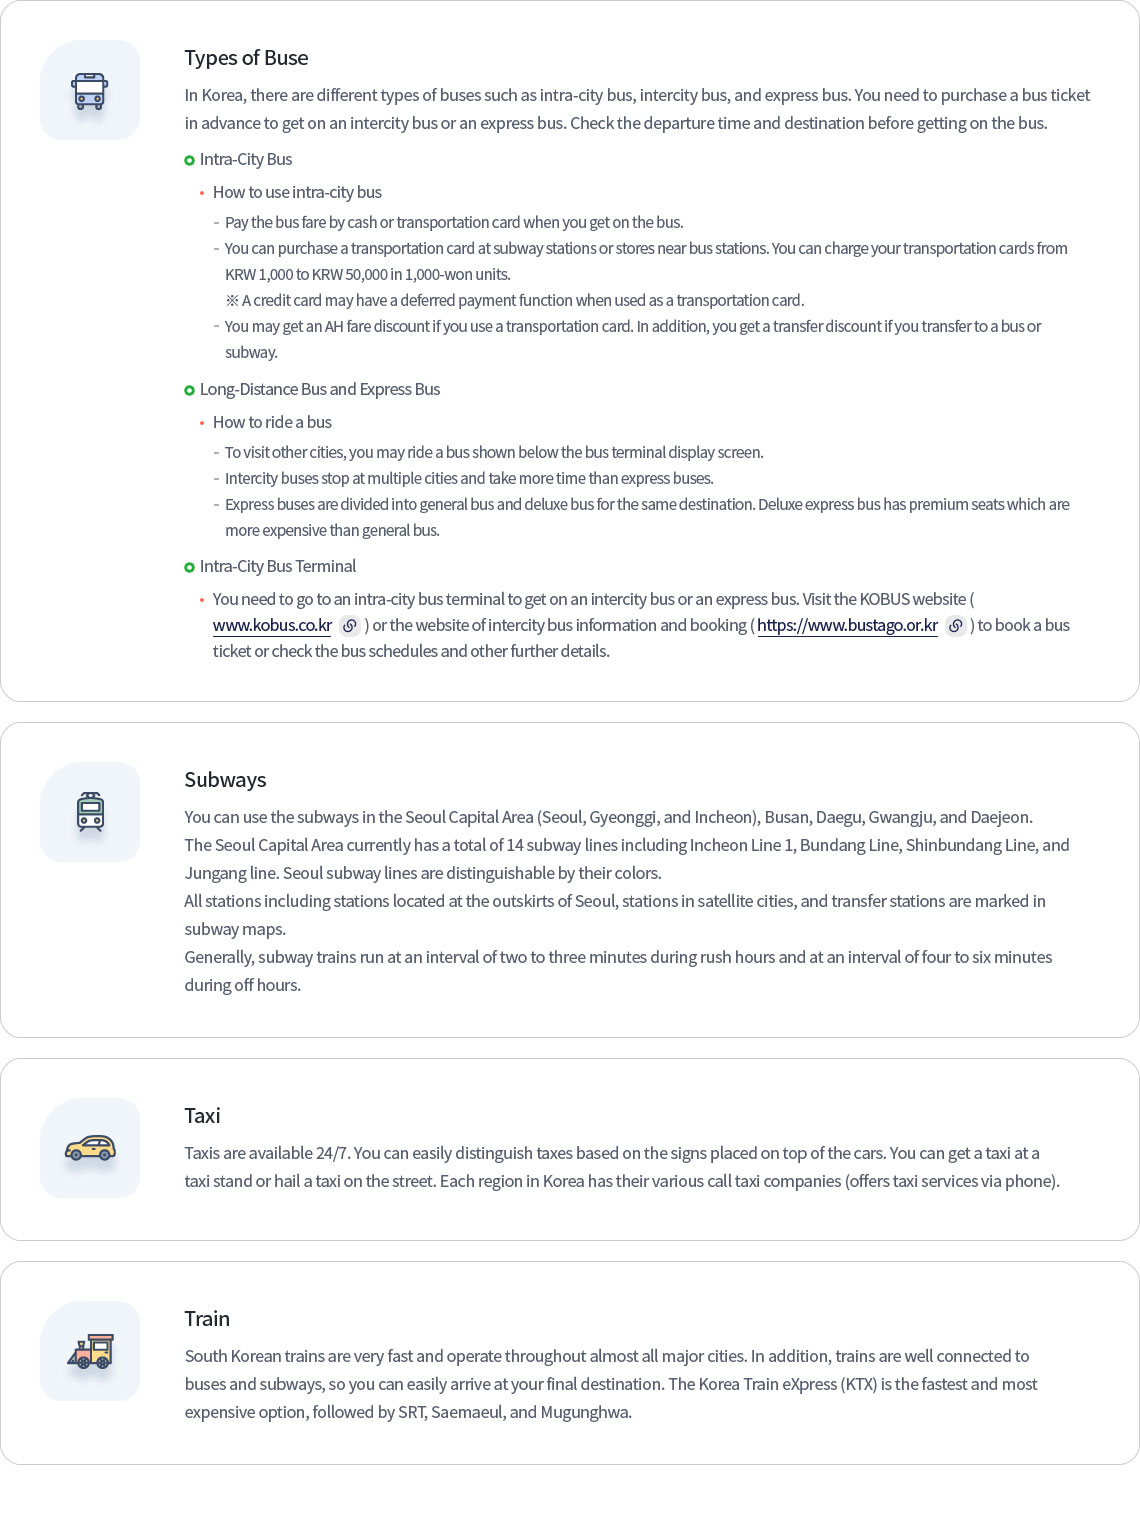 Types of Buse
In Korea, there are different types of buses such as intra-city bus, intercity bus, and express bus. You need to purchase a bus ticket
in advance to get on an intercity bus or an express bus. Check the departure time and destination before getting on the bus.
Intra-City Bus
How to use intra-city bus
- Pay the bus fare by cash or transportation card when you get on the bus.
- You can purchase a transportation card at subway stations or stores near bus stations. You can charge your transportation cards from
KRW 1,000 to KRW 50,000 in 1,000-won units.
※ A credit card may have a deferred payment function when used as a transportation card.
- You may get an AH fare discount if you use a transportation card. In addition, you get a transfer discount if you transfer to a bus or
subway.
Long-Distance Bus and Express Bus
How to ride a bus
- To visit other cities, you may ride a bus shown below the bus terminal display screen.
- Intercity buses stop at multiple cities and take more time than express buses.
- Express buses are divided into general bus and deluxe bus for the same destination. Deluxe express bus has premium seats which are
more expensive than general bus.
Intra-City Bus Terminal
You need to go to an intra-city bus terminal to get on an intercity bus or an express bus. Visit the KOBUS website (
www.kobus.co.kr ) or the website of intercity bus information and booking ( https://www.bustago.or.kr ) to book a bus
ticket or check the bus schedules and other further details.
Subways
You can use the subways in the Seoul Capital Area (Seoul, Gyeonggi, and Incheon), Busan, Daegu, Gwangju, and Daejeon.
The Seoul Capital Area currently has a total of 14 subway lines including Incheon Line 1, Bundang Line, Shinbundang Line, and
Jungang line. Seoul subway lines are distinguishable by their colors.
All stations including stations located at the outskirts of Seoul, stations in satellite cities, and transfer stations are marked in
subway maps.
Generally, subway trains run at an interval of two to three minutes during rush hours and at an interval of four to six minutes
during off hours.
Taxi
Taxis are available 24/7. You can easily distinguish taxes based on the signs placed on top of the cars. You can get a taxi at a
taxi stand or hail a taxi on the street. Each region in Korea has their various call taxi companies (offers taxi services via phone).
Train
South Korean trains are very fast and operate throughout almost all major cities. In addition, trains are well connected to
buses and subways, so you can easily arrive at your final destination. The Korea Train eXpress (KTX) is the fastest and most
expensive option, followed by SRT, Saemaeul, and Mugunghwa.